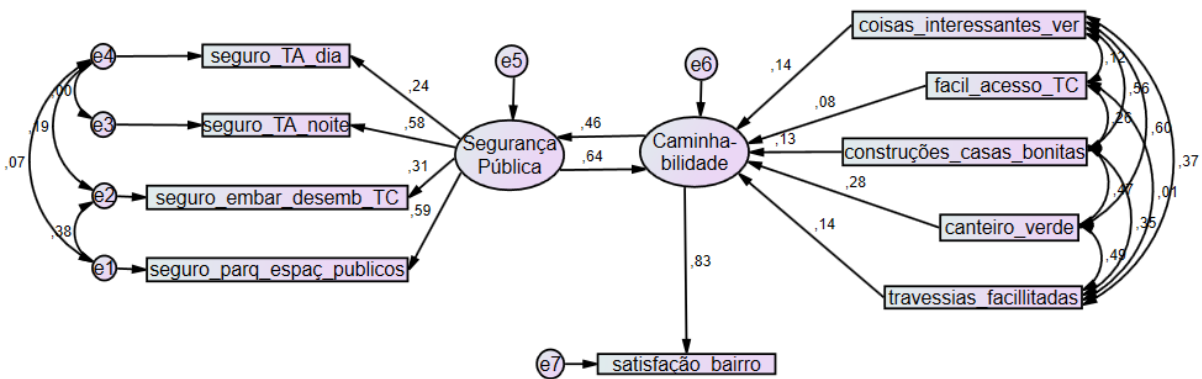 coisas_interessantes_ver
e4
seguro_TA_dia
e5
e6
,12
,14
,00
,24
facil_acesso_TC
,56
,08
,26
e3
seguro_TA_noite
,58
,46
,60
,19
Segurança
Pública
Caminha-
bilidade
,13
construções_casas_bonitas
,07
,31
,64
,37
e2
seguro_embar_desemb_TC
,28
,47
,01
,59
,35
,38
canteiro_verde
,14
,49
e1
seguro_parq_espaç_publicos
,83
travessias_facillitadas
e7
satisfação_bairro